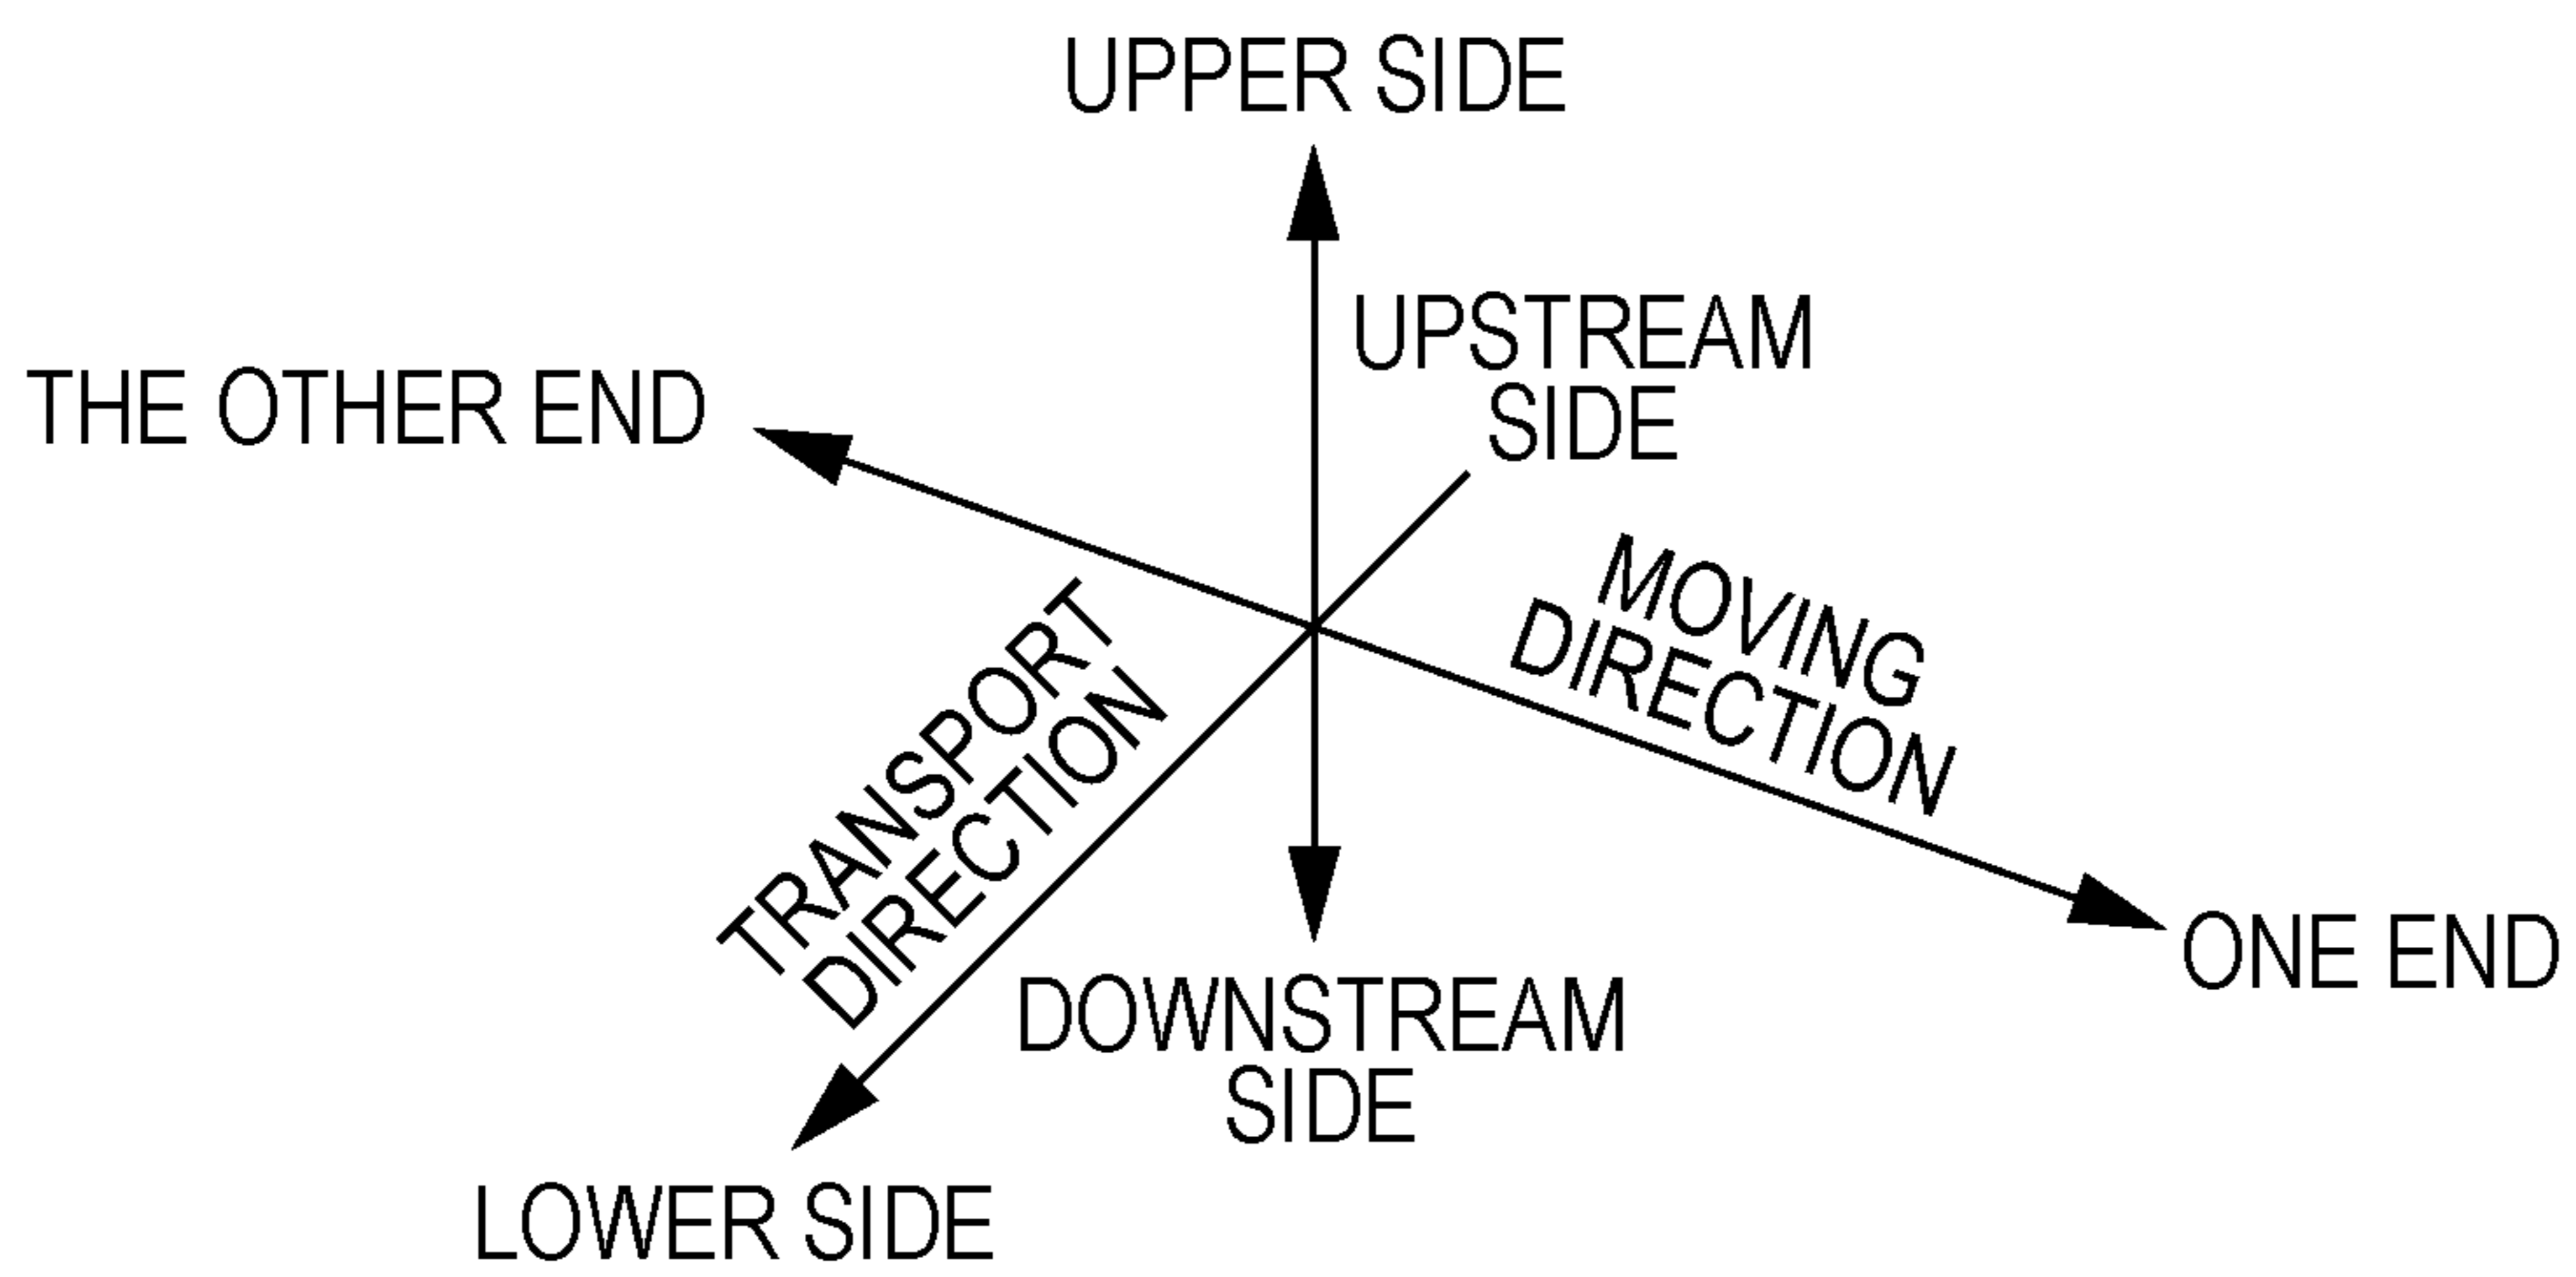 UPPER SIDE
UPSTREAM
SIDE
THE OTHER END
MOVING
DIRECTION
TRANSPORT
DIRECTION
ONE END
DOWNSTREAM
SIDE
LOWER SIDE